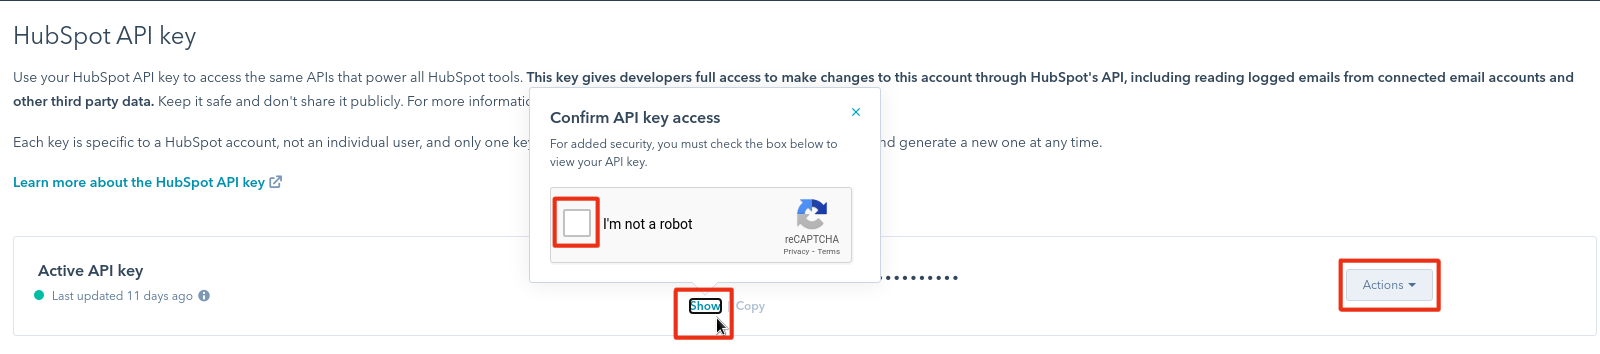 HubSpot API key
Use your HubSpot API key to access the same APIs that power all HubSpot tools. This key gives developers full access to make changes to this account through HubSpot's API, including reading logged emails from connected email accounts and
other third party data. Keep it safe and don't share it publicly. For more
Each key is specific to a HubSpot account, not an individual user, and only one generate a new one at any time.
Learn more about the HubSpot API key
Confirm API key access
×
For added security, you must check the box below to
view your API key.
I'm not a robot
reCAPTCHA
Privacy - Terms
Active API key
Last updated 11 days ago
••••••••••
Show | Copy
Actions